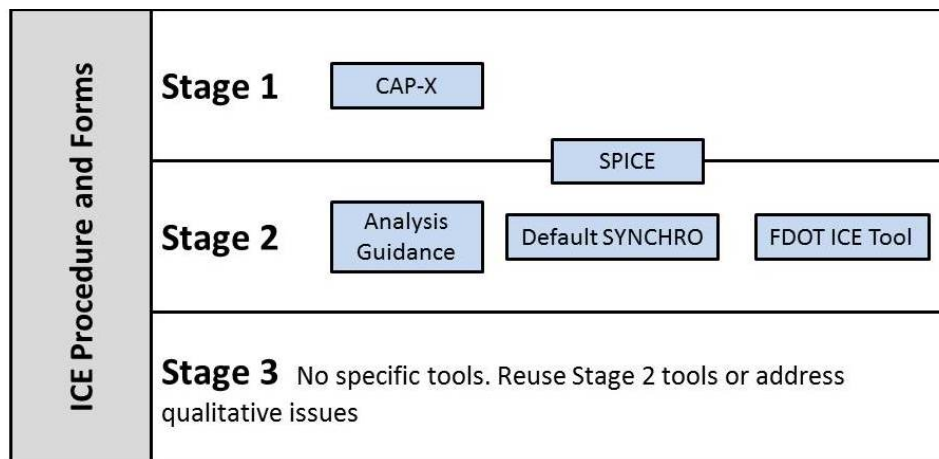 ICE Procedure and Forms
Stage 1
CAP-X
SPICE
Stage 2
Analysis
Guidance
Default SYNCHRO
FDOT ICE Tool
Stage 3 No specific tools. Reuse Stage 2 tools or address
qualitative issues